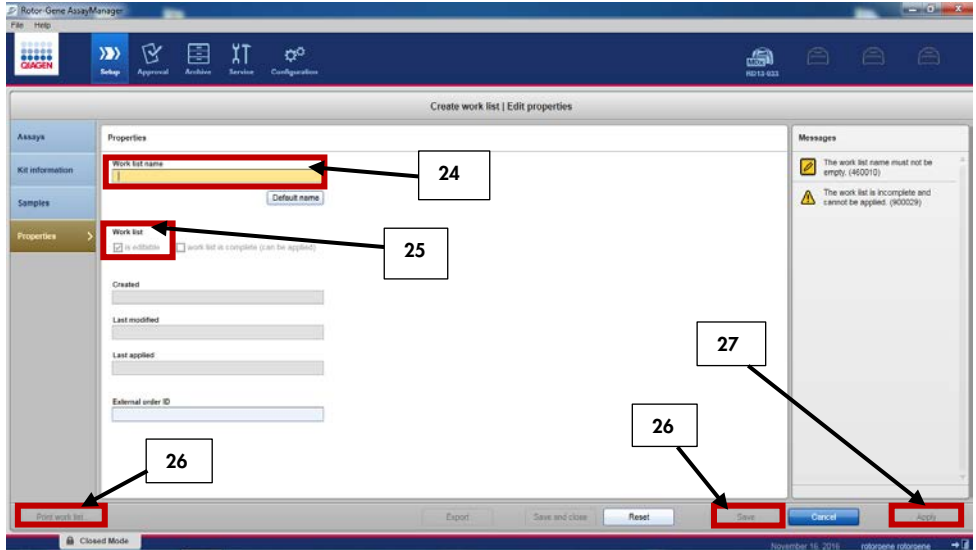 Rotor-Gene AssayManager
File Help
QIAGEN
Setup Approval Archive Service Configuration
MDx
RD13-033
Create work list | Edit properties
Assays
Kit information
Samples
Properties
Properties
Work list name
Default name
Work list
is editable work list is complete (can be applied)
Created
Last modified
Last applied
External order ID
Messages
The work list name must not be
empty. (460010)
The work list is incomplete and
cannot be applied. (900029)
24
25
27
26
26
Print work list... Export Save and close Reset Save Cancel Apply
Closed Mode
November 16, 2016 rotorgene rotorgene